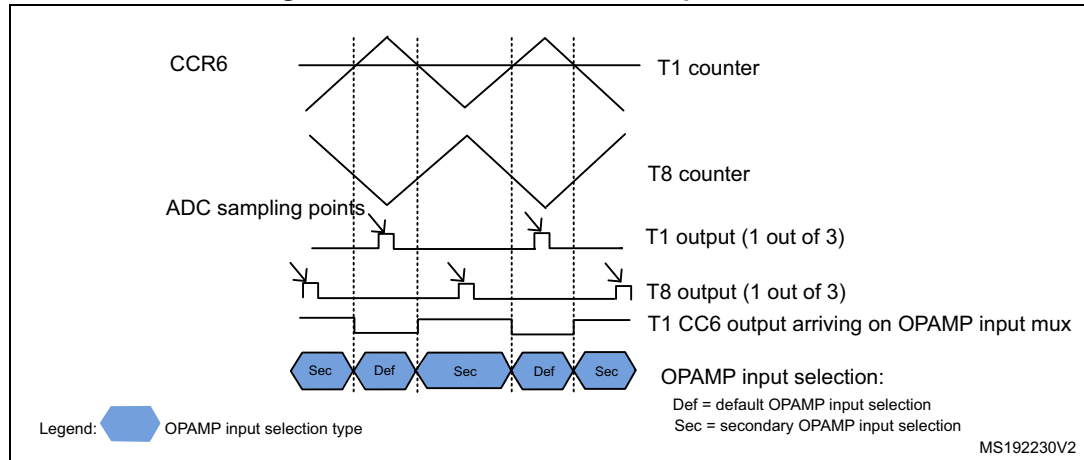 CCR6
T1 counter
T8 counter
ADC sampling points
T1 output (1 out of 3)
T8 output (1 out of 3)
T1 CC6 output arriving on OPAMP input mux
Sec Def Sec Def Sec
OPAMP input selection:
Def = default OPAMP input selection
Sec = secondary OPAMP input selection
Legend: OPAMP input selection type
MS192230V2